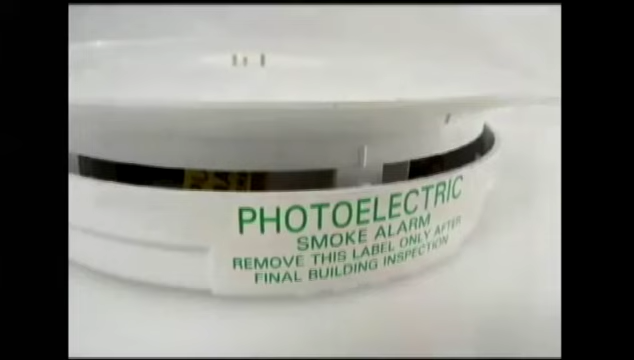 PHOTOELECTRIC
SMOKE ALARM
REMOVE THIS LABEL ONLY AFTER
FINAL BUILDING INSPECTION